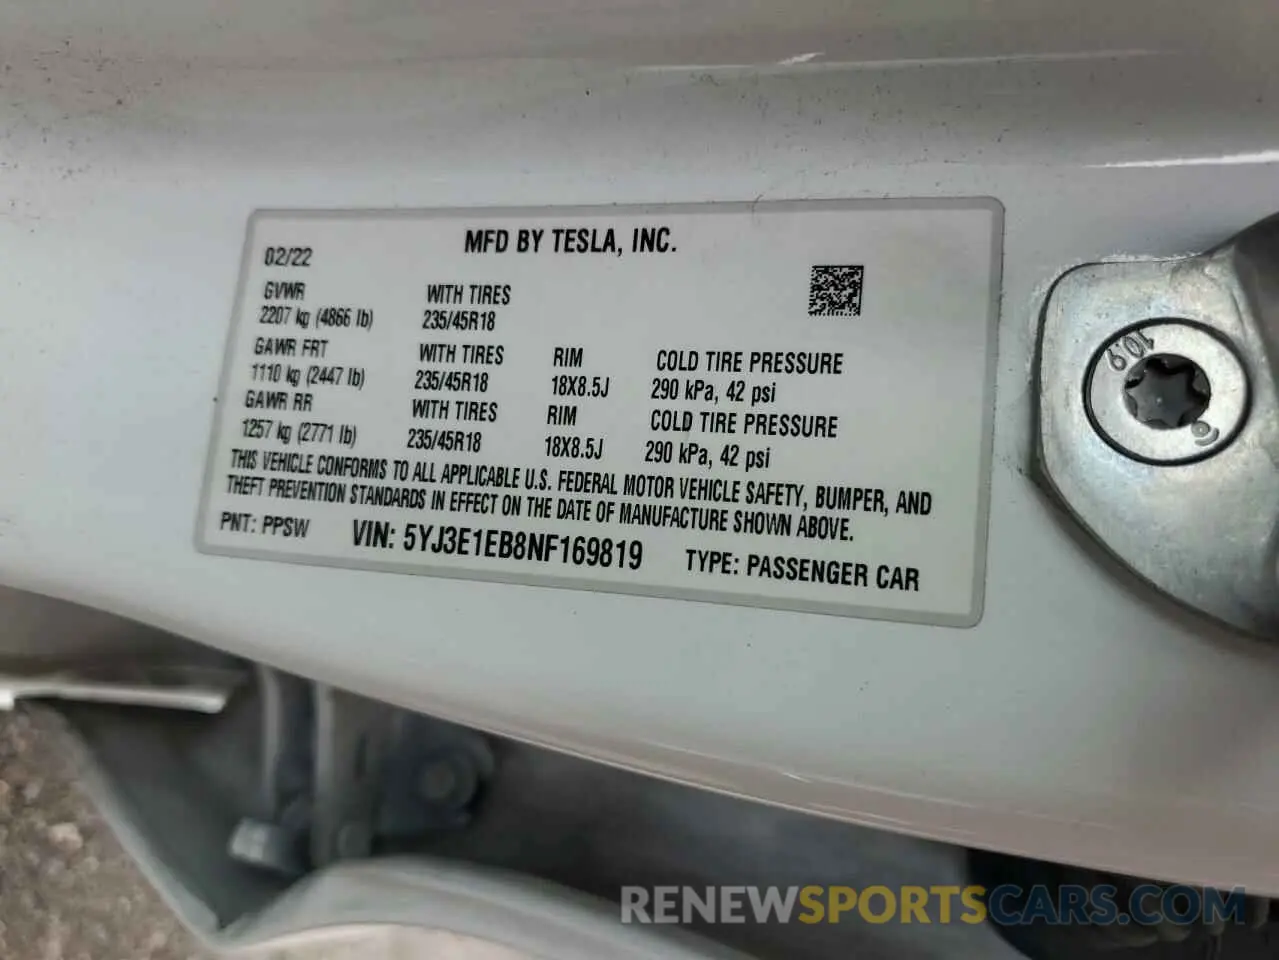 MFD BY TESLA, INC.
02/22
GVWR WITH TIRES
2207 kg (4866 lb) 235/45R18
GAWR FRT WITH TIRES RIM COLD TIRE PRESSURE
1110 kg (2447 lb) 235/45R18 18X8.5J 290 kPa, 42 psi
GAWR RR WITH TIRES RIM COLD TIRE PRESSURE
1257 kg (2771 lb) 235/45R18 18X8.5J 290 kPa, 42 psi
THIS VEHICLE CONFORMS TO ALL APPLICABLE U.S. FEDERAL MOTOR VEHICLE SAFETY, BUMPER, AND
THEFT PREVENTION STANDARDS IN EFFECT ON THE DATE OF MANUFACTURE SHOWN ABOVE.
PNT: PPSW VIN: 5YJ3E1EB8NF169819 TYPE: PASSENGER CAR
10.9
RENEWSPORTSCARS.COM